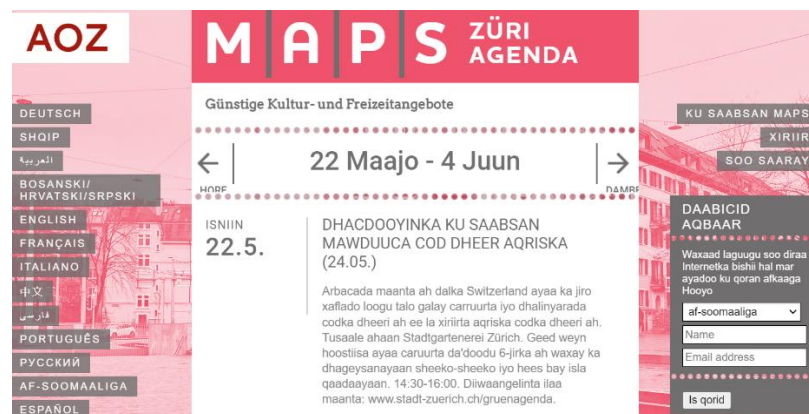 AOZ
MAPS ZÜRI
AGENDA
Günstige Kultur- und Freizeitangebote
22 Maajo - 4 Juun
HORE
DAMBE
DEUTSCH
SHQIP
العربية
BOSANSKI/
HRVATSKI/SRPSKI
ENGLISH
FRANÇAIS
ITALIANO
中文
فارسی
PORTUGUÊS
РУССКИЙ
AF-SOOMAALIGA
ESPAÑOL
ISNIIN
22.5.
DHACDOOYINKA KU SAABSAN
MAWDUUCA COD DHEER AQRISKA
(24.05.)
Arbacada maanta ah dalka Switzerland ayaa ka jiro
xaflado loogu talo galay carruurta iyo dhalinyarada
codka dheeri ah ee la xiriirta aqriska codka dheeri ah.
Tusaale ahaan Stadtgartenerei Zürich. Geed weyn
hoostiisa ayaa caruurta da'doodu 6-jirka ah waxay ka
dhageysanayaan sheeko-sheeko iyo hees bay isla
qaadaayaan. 14:30-16:00. Diiwaangelinta ilaa
maanta: www.stadt-zuerich.ch/gruenagenda.
KU SAABSAN MAPS
XIRIIR
SOO SAARAY
DAABICID
AQBAAR
Waxaad laguugu soo diraa
Internetka bishii hal mar
ayadoo ku qoran afkaaga
Hooyo
af-soomaaliga
Name
Email address
Is qorid